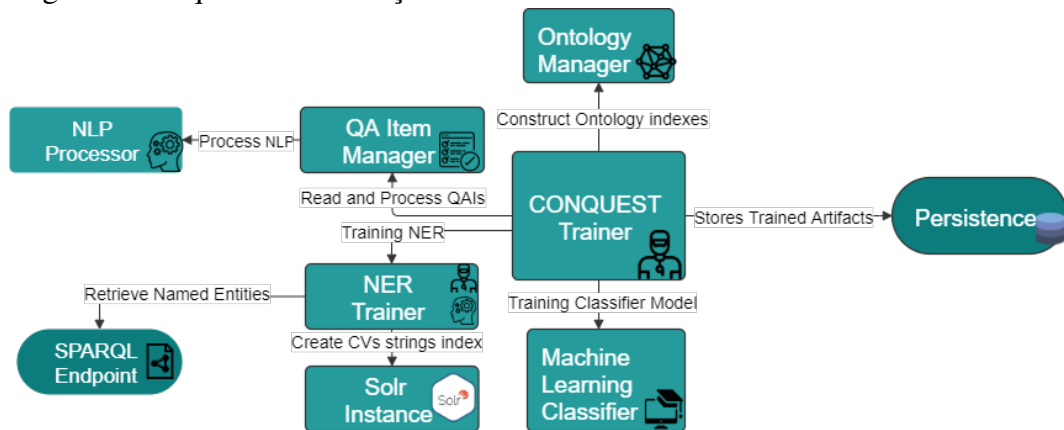 Ontology
Manager
Construct Ontology indexes
NLP
Processor
Process NLP
QA Item
Manager
Read and Process QAIs
CONQUEST
Trainer
Stores Trained Artifacts
Persistence
Training NER
NER
Trainer
Retrieve Named Entities
SPARQL
Endpoint
Create CVs strings index
Solr
Instance
Solr
Training Classifier Model
Machine
Learning
Classifier